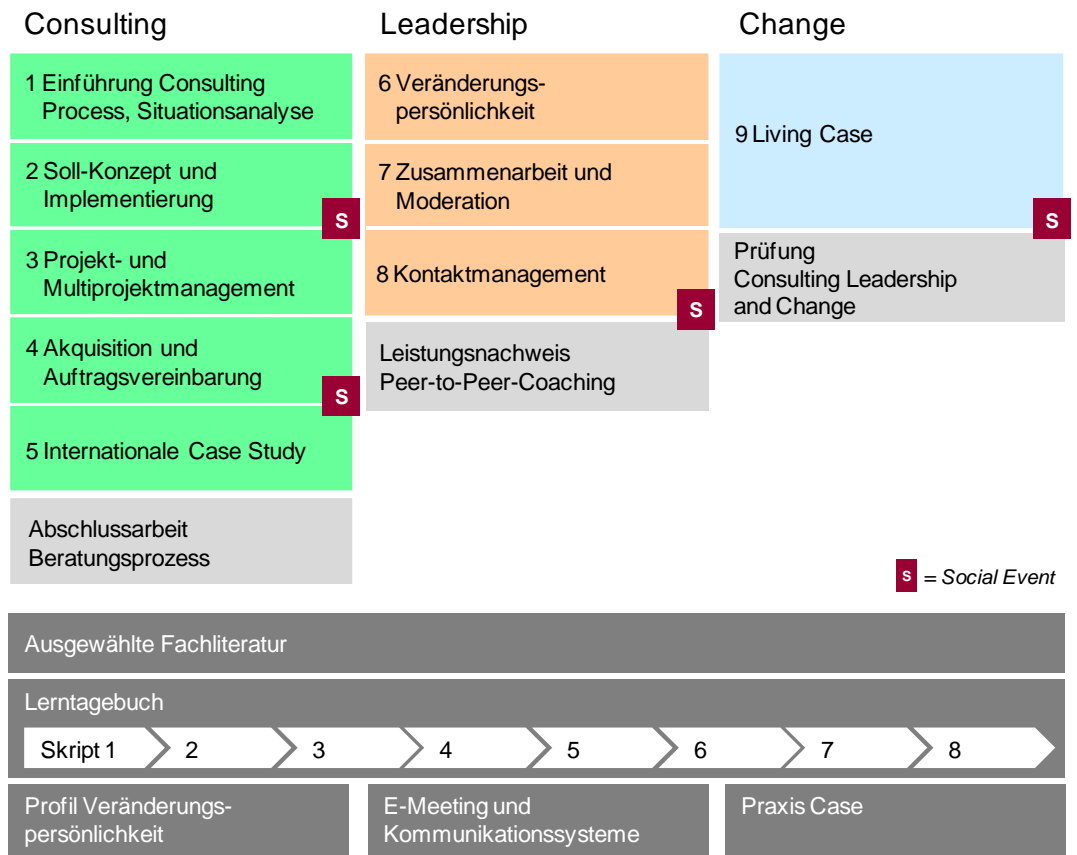 Consulting
1 Einführung Consulting
Process, Situationsanalyse
2 Soll-Konzept und
Implementierung
S
3 Projekt- und
Multiprojektmanagement
4 Akquisition und
Auftragsvereinbarung
S
5 Internationale Case Study
Abschlussarbeit
Beratungsprozess
Leadership
6 Veränderungs-
persönlichkeit
7 Zusammenarbeit und
Moderation
8 Kontaktmanagement
S
Leistungsnachweis
Peer-to-Peer-Coaching
Change
9 Living Case
S
Prüfung
Consulting Leadership
and Change
S = Social Event
Ausgewählte Fachliteratur
Lerntagebuch
Skript 1 2 3 4 5 6 7 8
Profil Veränderungs-
persönlichkeit
E-Meeting und
Kommunikationssysteme
Praxis Case